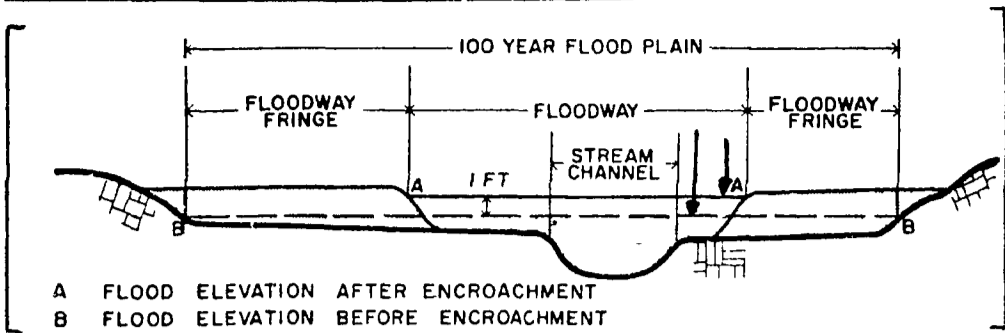 100 YEAR FLOOD PLAIN
FLOODWAY
FRINGE
FLOODWAY
FLOODWAY
FRINGE
STREAM
CHANNEL
A
1 FT
A
B
B
A FLOOD ELEVATION AFTER ENCROACHMENT
B FLOOD ELEVATION BEFORE ENCROACHMENT